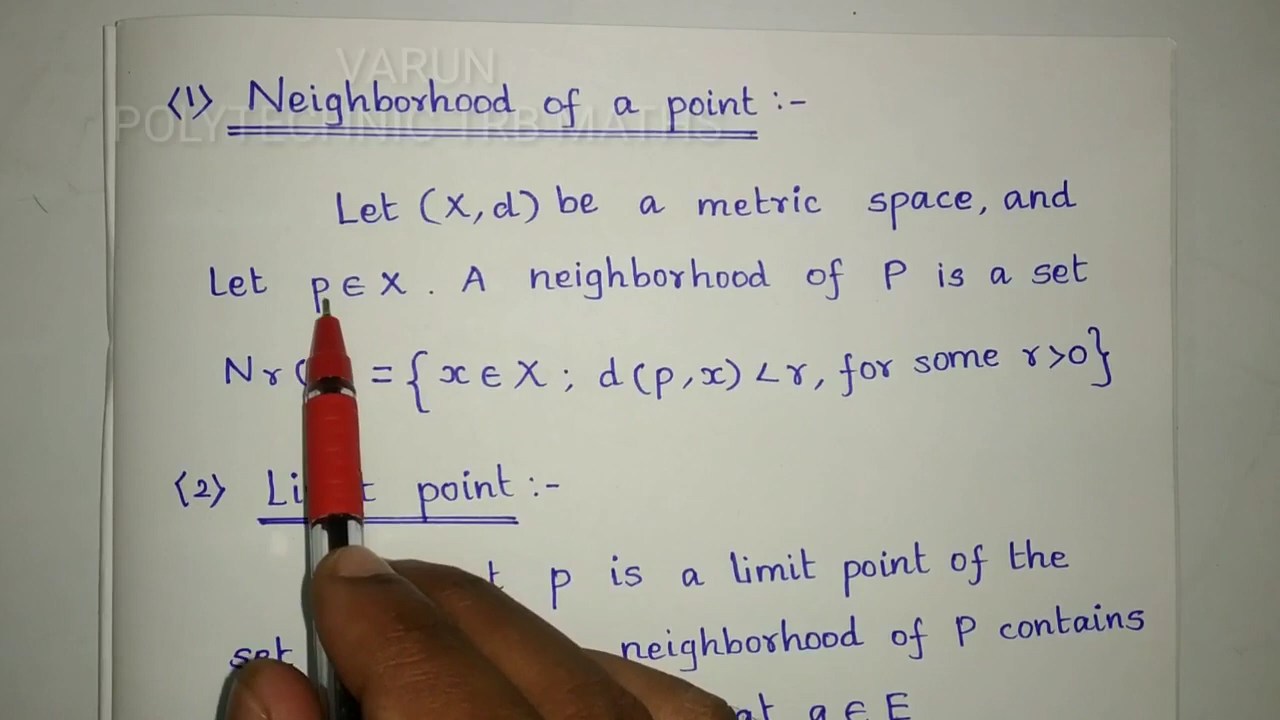 VARUN
POLYTECHNIC TRB MATHS
(1) Neighborhood of a point :-
Let (X, d) be a metric space, and
Let p ∈ X . A neighborhood of P is a set
Nr( = { x ∈ X ; d(p, x) < r, for some r > 0 }
(2) point :-
p is a limit point of the
set neighborhood of P contains
q ∈ E